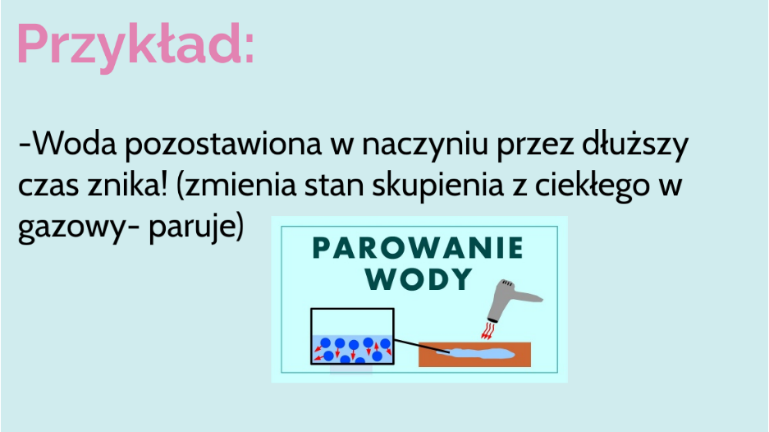 Przykład:
-Woda pozostawiona w naczyniu przez dłuższy
czas znika! (zmienia stan skupienia z ciekłego w
gazowy- paruje)
PAROWANIE
WODY